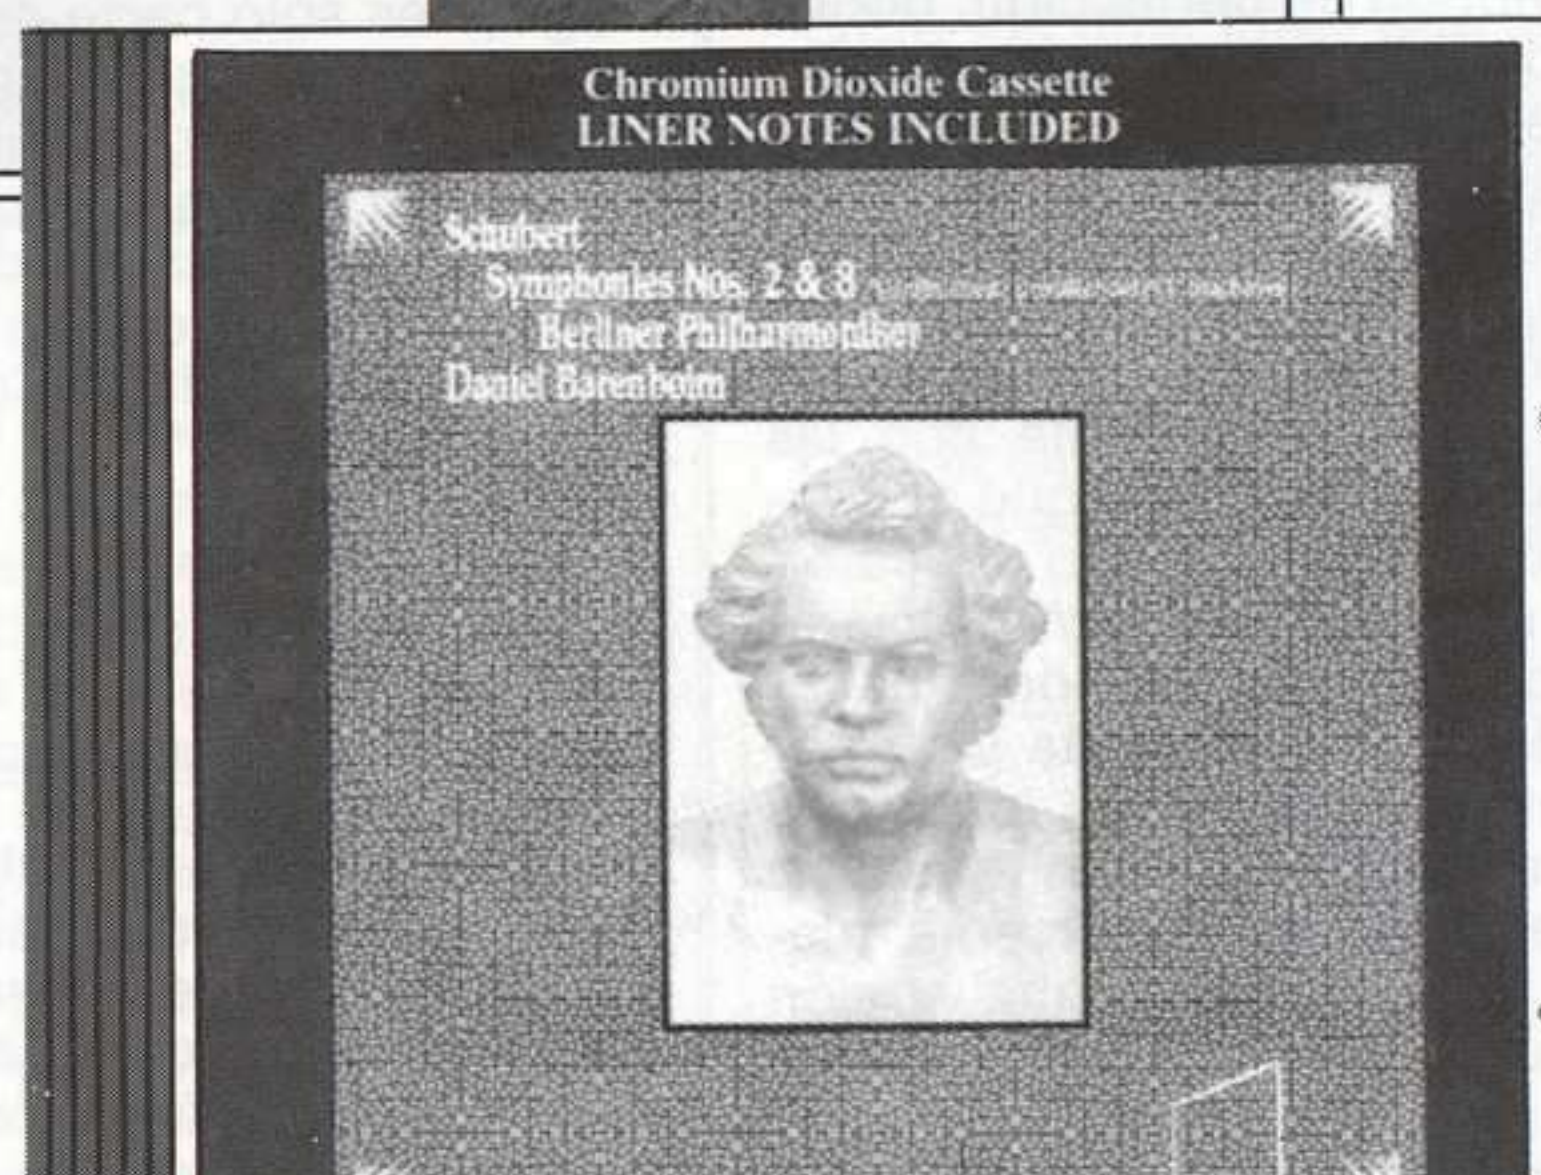 Chromium Dioxide Cassette
LINER NOTES INCLUDED
Schubert
Symphonies Nos. 2 & 8
Berliner Philharmoniker
Daniel Barenboim